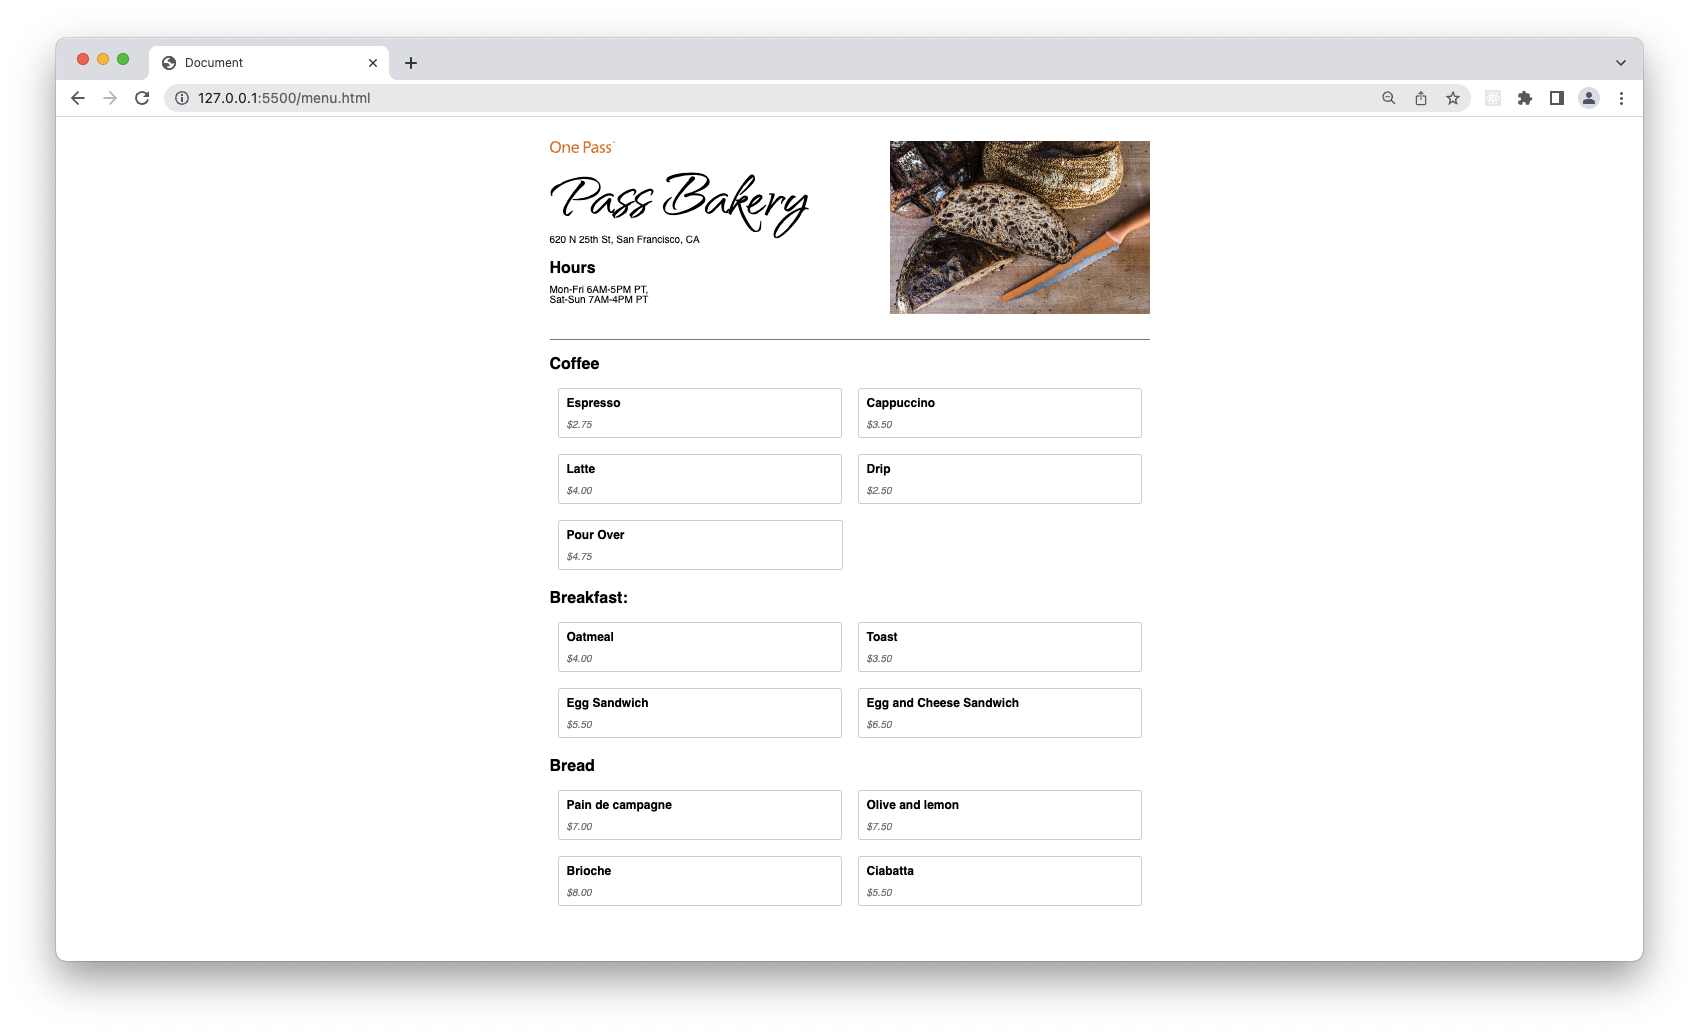 Document
127.0.0.1:5500/menu.html
One Pass
Pass Bakery
620 N 25th St, San Francisco, CA
Hours
Mon-Fri 6AM-5PM PT,
Sat-Sun 7AM-4PM PT
Coffee
Espresso
$2.75
Cappuccino
$3.50
Latte
$4.00
Drip
$2.50
Pour Over
$4.75
Breakfast:
Oatmeal
$4.00
Toast
$3.50
Egg Sandwich
$5.50
Egg and Cheese Sandwich
$6.50
Bread
Pain de campagne
$7.00
Olive and lemon
$7.50
Brioche
$8.00
Ciabatta
$5.50